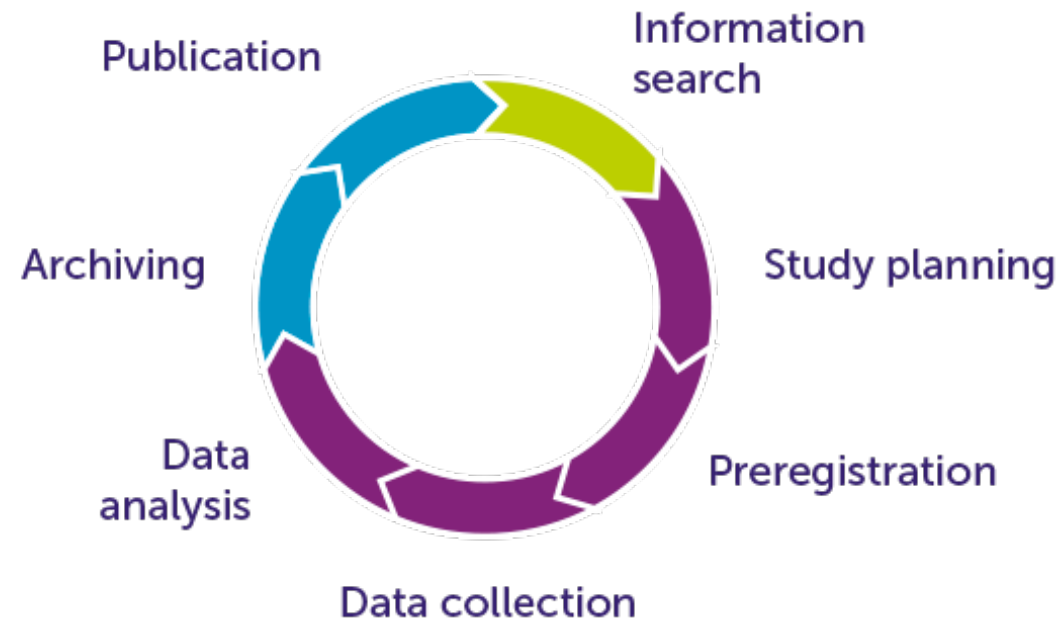 Publication
Information
search
Archiving
Study planning
Data
analysis
Preregistration
Data collection